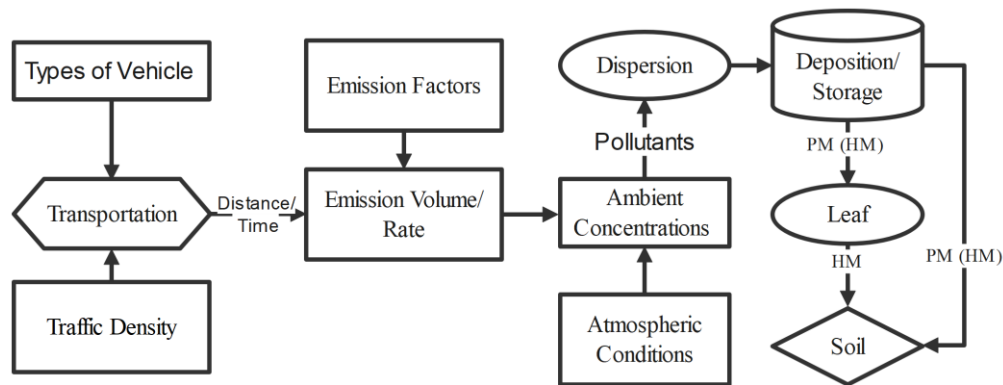 Types of Vehicle
Transportation
Traffic Density
Distance/
Time
Emission Factors
Emission Volume/
Rate
Dispersion
Pollutants
Ambient
Concentrations
Atmospheric
Conditions
Deposition/
Storage
PM (HM)
Leaf
HM
PM (HM)
Soil